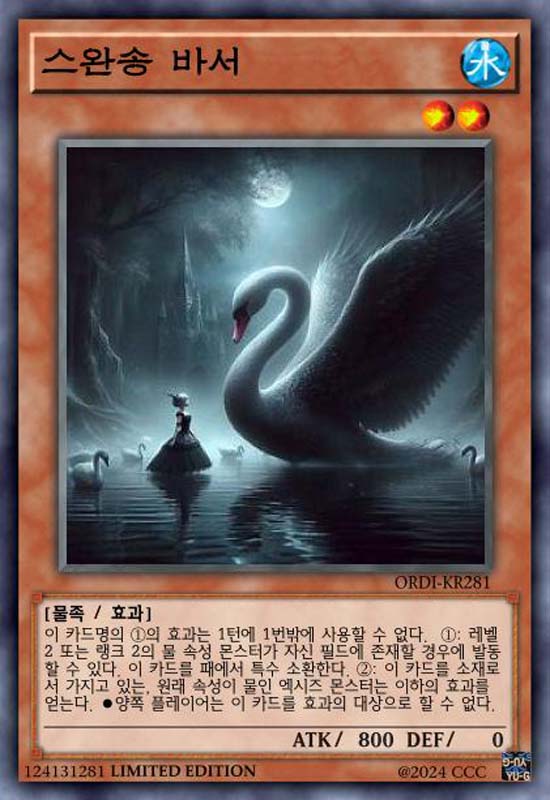 스완송 바서
水
ORDI-KR281
[물족 / 효과]
이 카드명의 ①의 효과는 1턴에 1번밖에 사용할 수 없다. ①: 레벨
2 또는 랭크 2의 물 속성 몬스터가 자신 필드에 존재할 경우에 발동
할 수 있다. 이 카드를 패에서 특수 소환한다. ②: 이 카드를 소재로
서 가지고 있는, 원래 속성이 물인 엑시즈 몬스터는 이하의 효과를
얻는다. ●양쪽 플레이어는 이 카드를 효과의 대상으로 할 수 없다.
ATK/ 800 DEF/ 0
124131281 LIMITED EDITION @2024 CCC